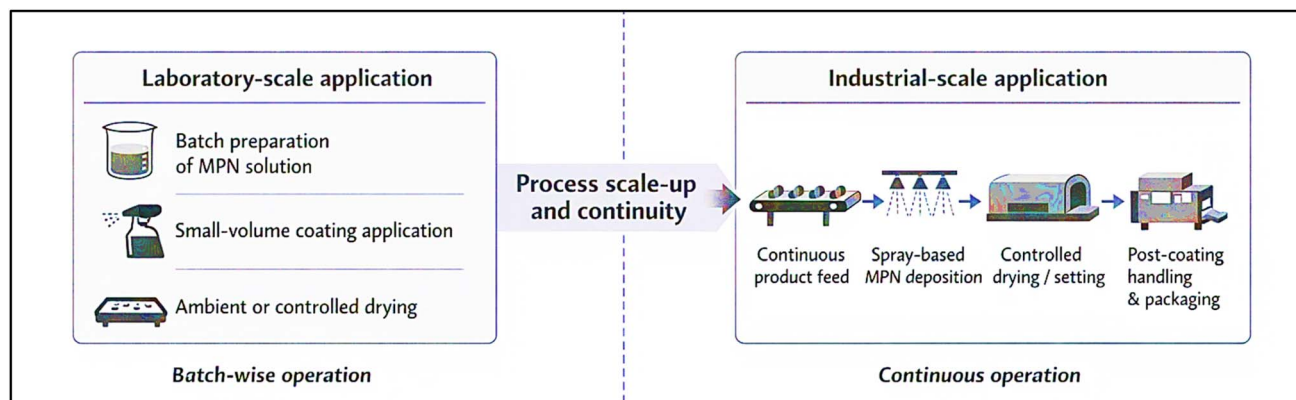 Laboratory-scale application
Batch preparation
of MPN solution
Small-volume coating application
Ambient or controlled drying
Batch-wise operation
Process scale-up
and continuity
Industrial-scale application
Continuous
product feed
Spray-based
MPN deposition
Controlled
drying / setting
Post-coating
handling
& packaging
Continuous operation